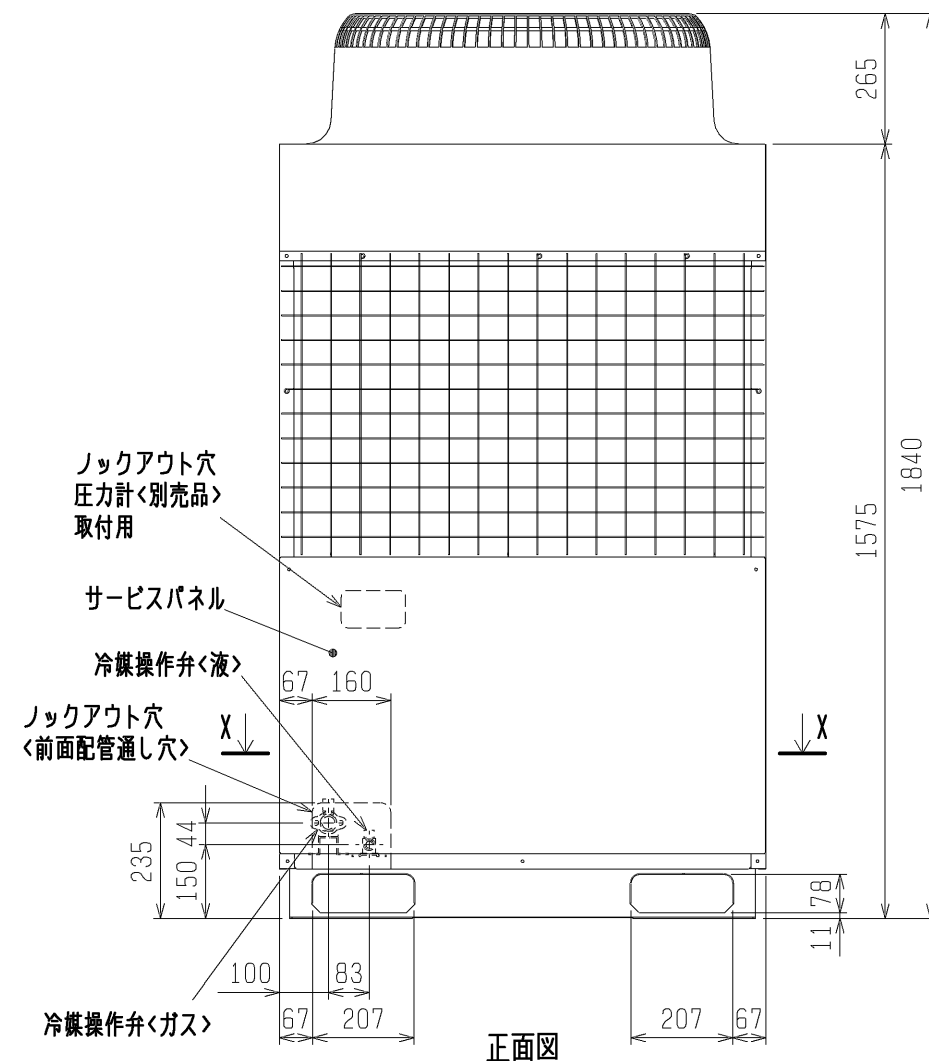 265
1840
1575
ノックアウト穴
圧力計<別売品>
取付用
サービスパネル
冷媒操作弁<液>
67
160
ノックアウト穴
<前面配管通し穴>
X
X
235
44
150
78
11
100
83
冷媒操作弁<ガス>
67
207
207
67
正面図